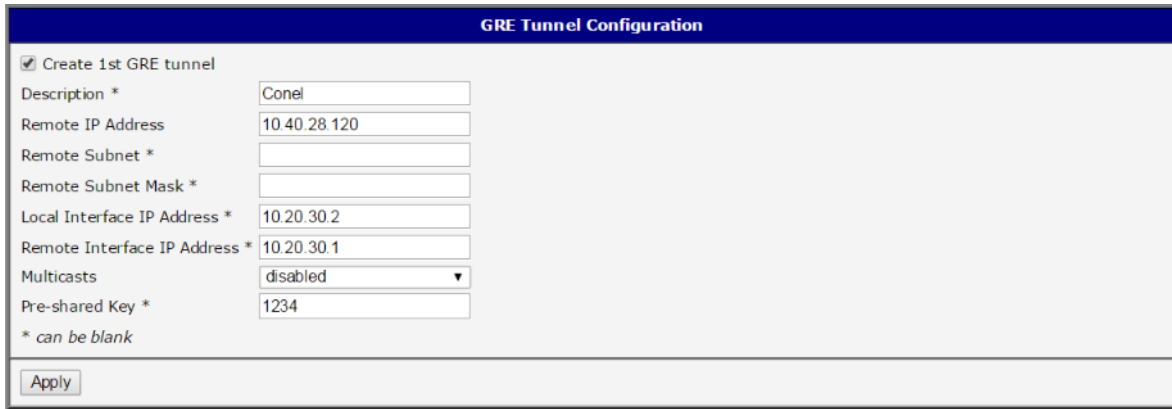 GRE Tunnel Configuration
Create 1st GRE tunnel
Description * Conel
Remote IP Address 10.40.28.120
Remote Subnet *
Remote Subnet Mask *
Local Interface IP Address * 10.20.30.2
Remote Interface IP Address * 10.20.30.1
Multicasts disabled
Pre-shared Key * 1234
* can be blank
Apply